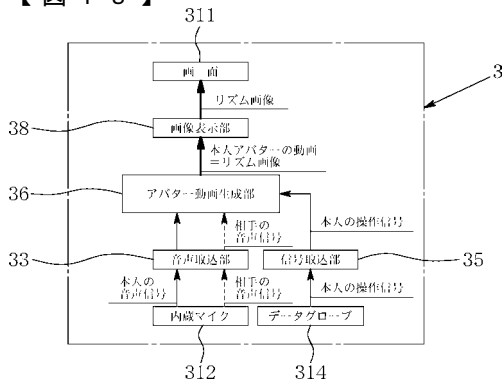 【図１８】
311
画 面
3
リズム画像
38
画像表示部
本人アバターの動画
＝リズム画像
36
アバター動画生成部
相手の
音声信号
本人の操作信号
33
音声取込部
信号取込部
35
本人の
音声信号
相手の
音声信号
本人の操作信号
内蔵マイク
データグローブ
312
314